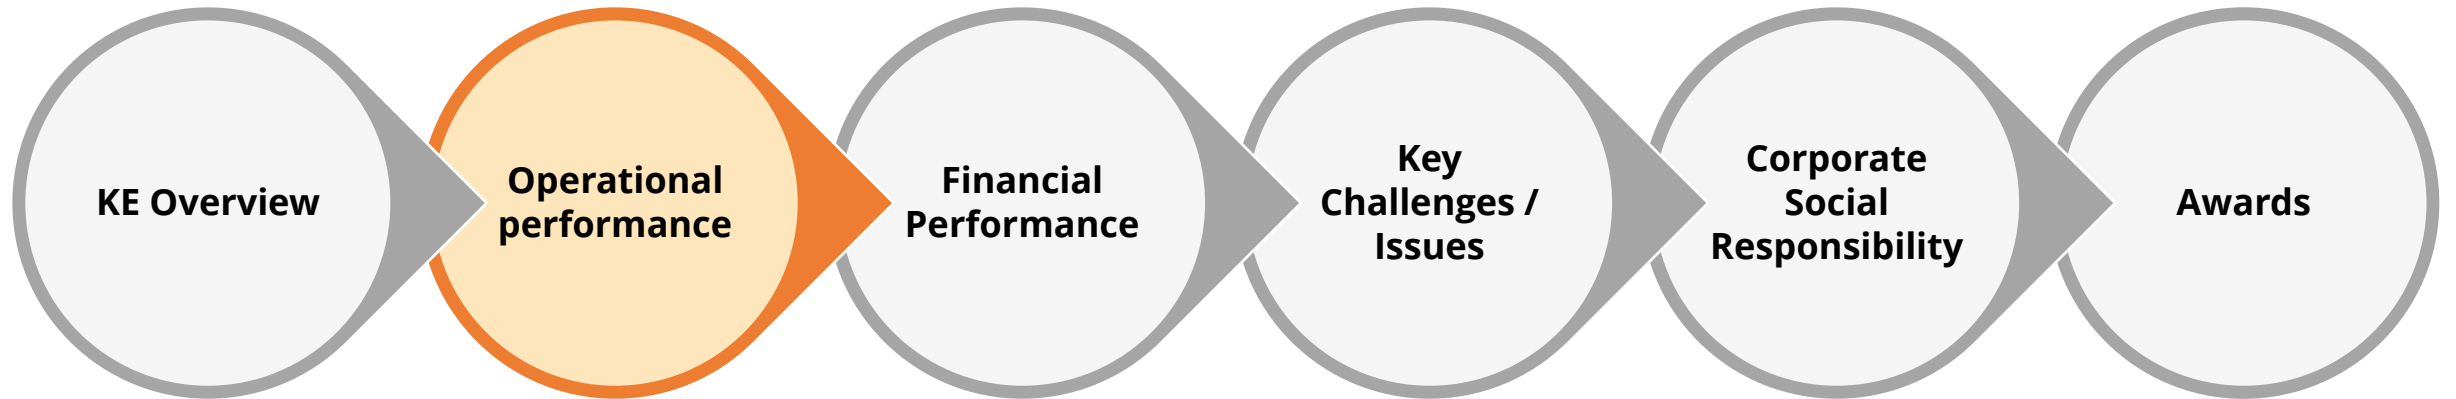 KE Overview
Operational
performance
Financial
Performance
Key
Challenges /
Issues
Corporate
Social
Responsibility
Awards